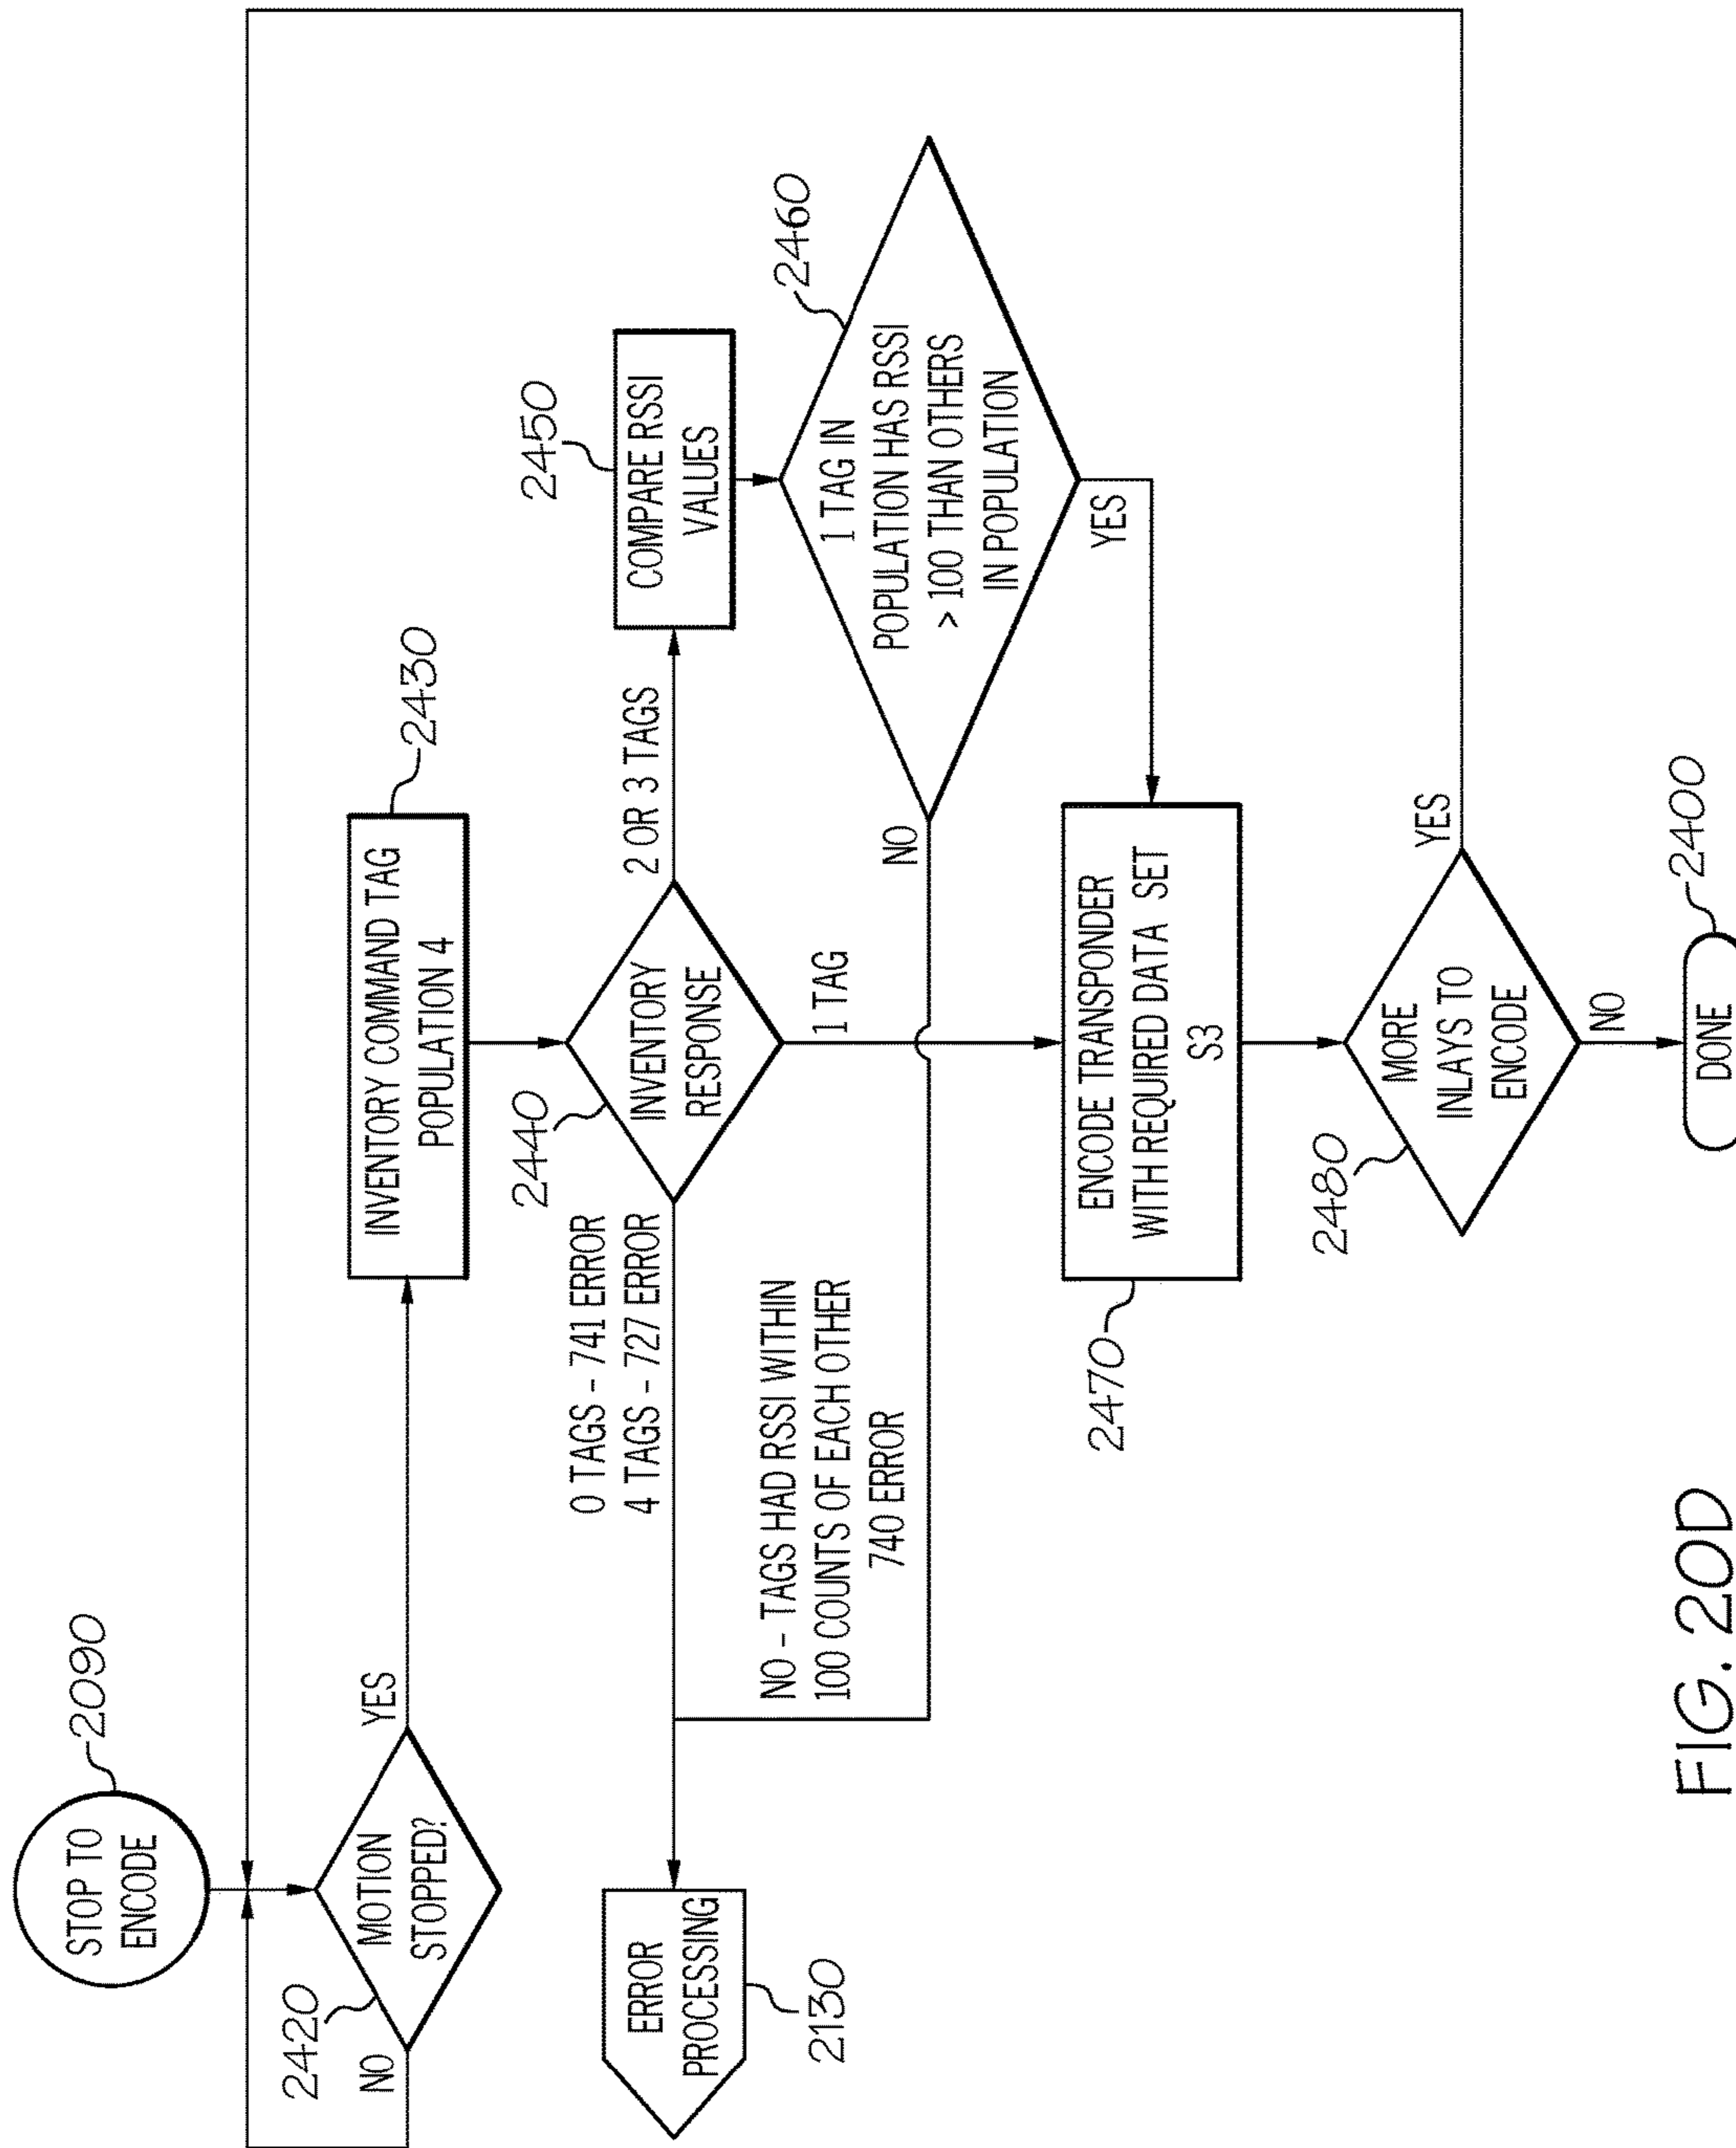 STOP TO
ENCODE
2090
2420
MOTION
STOPPED?
NO
YES
INVENTORY COMMAND TAG
POPULATION 4
2430
2440
INVENTORY
RESPONSE
0 TAGS - 741 ERROR
4 TAGS - 727 ERROR
2 OR 3 TAGS
1 TAG
2450
COMPARE RSSI
VALUES
2460
1 TAG IN
POPULATION HAS RSSI
> 100 THAN OTHERS
IN POPULATION
NO
YES
ERROR
PROCESSING
2130
NO - TAGS HAD RSSI WITHIN
100 COUNTS OF EACH OTHER
740 ERROR
ENCODE TRANSPONDER
WITH REQUIRED DATA SET
S3
2470
2480
MORE
INLAYS TO
ENCODE
YES
NO
DONE
2400
FIG. 20D